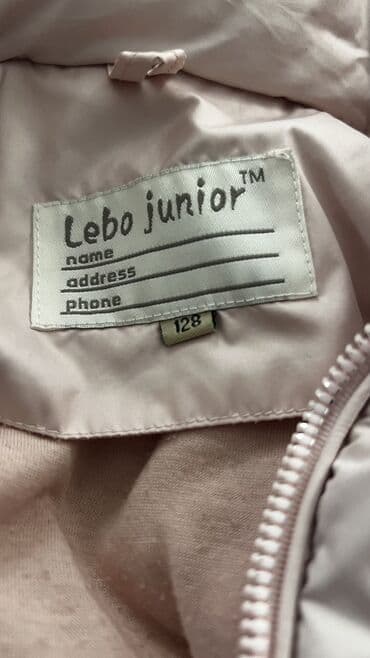 Lebo junior™
name
address
phone
128